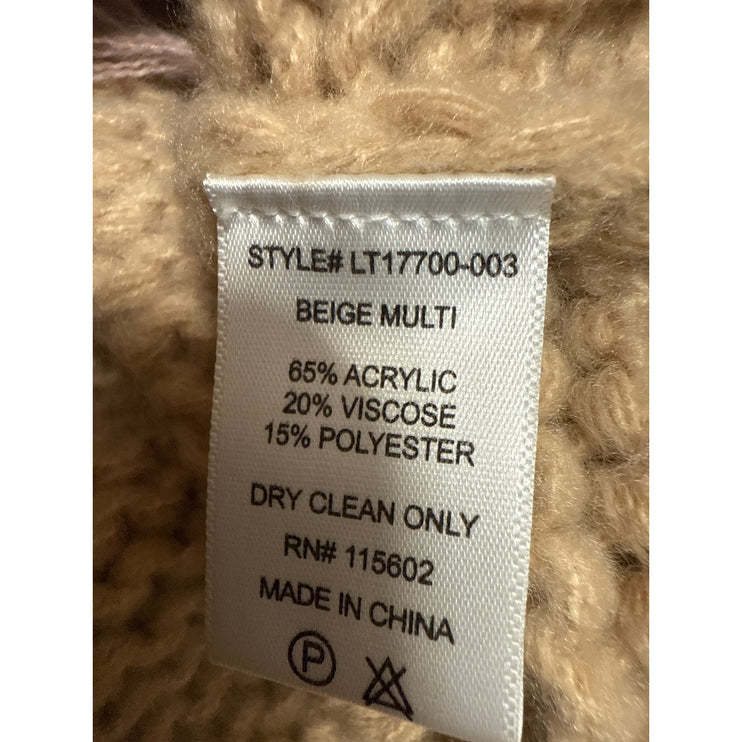 STYLE# LT17700-003
BEIGE MULTI
65% ACRYLIC
20% VISCOSE
15% POLYESTER
DRY CLEAN ONLY
RN# 115602
MADE IN CHINA
P